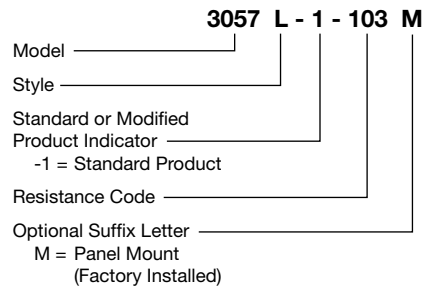 3057 L - 1 - 103 M
Model
Style
Standard or Modified
Product Indicator
-1 = Standard Product
Resistance Code
Optional Suffix Letter
M = Panel Mount
(Factory Installed)